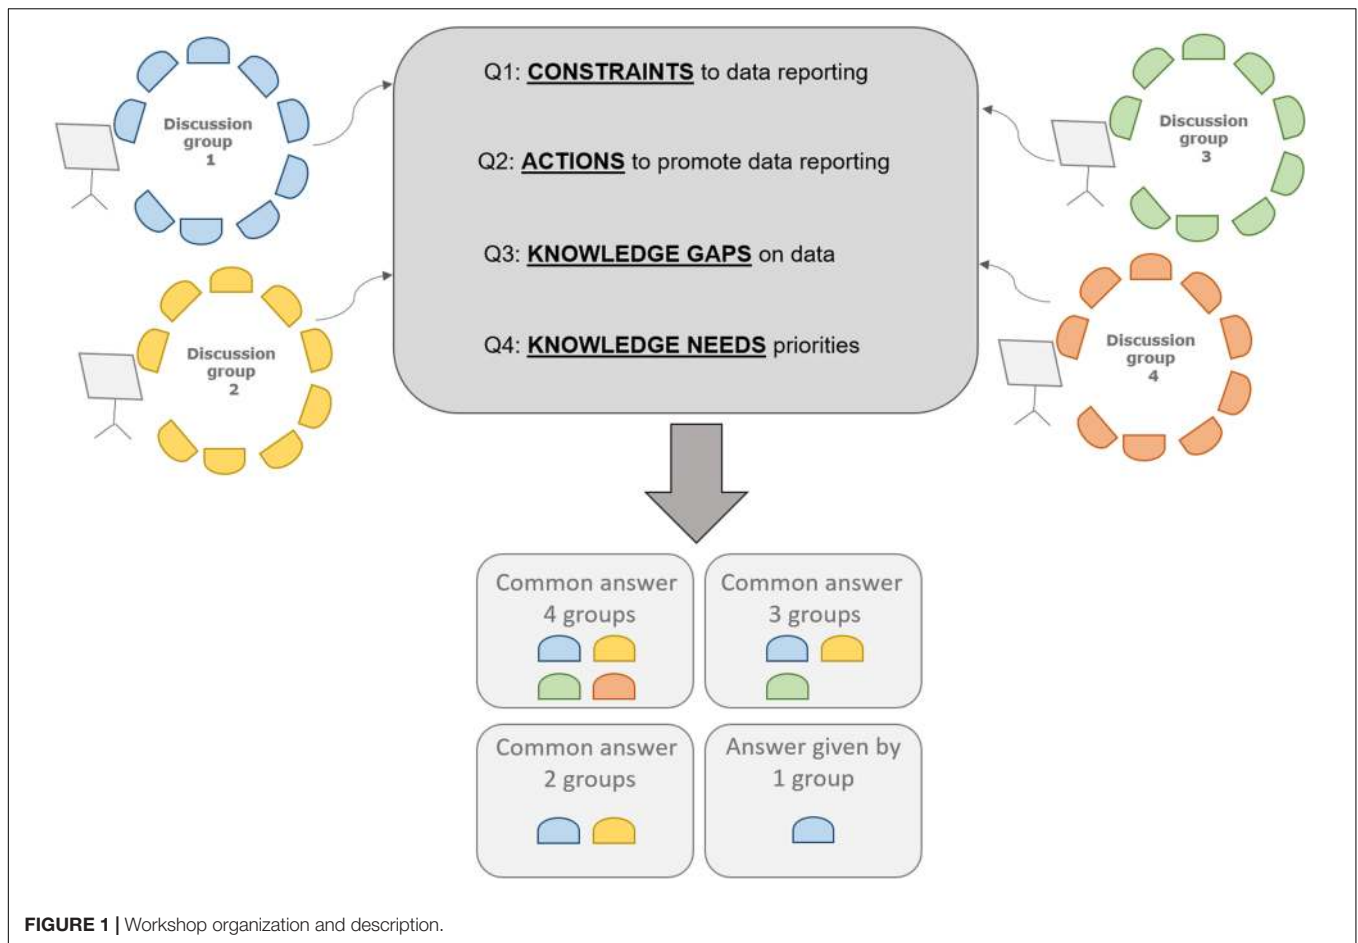 Discussion
group
1
Q1: CONSTRAINTS to data reporting
Q2: ACTIONS to promote data reporting
Q3: KNOWLEDGE GAPS on data
Q4: KNOWLEDGE NEEDS priorities
Discussion
group
3
Discussion
group
2
Discussion
group
4
Common answer
4 groups
Common answer
3 groups
Common answer
2 groups
Answer given by
1 group
FIGURE 1 | Workshop organization and description.